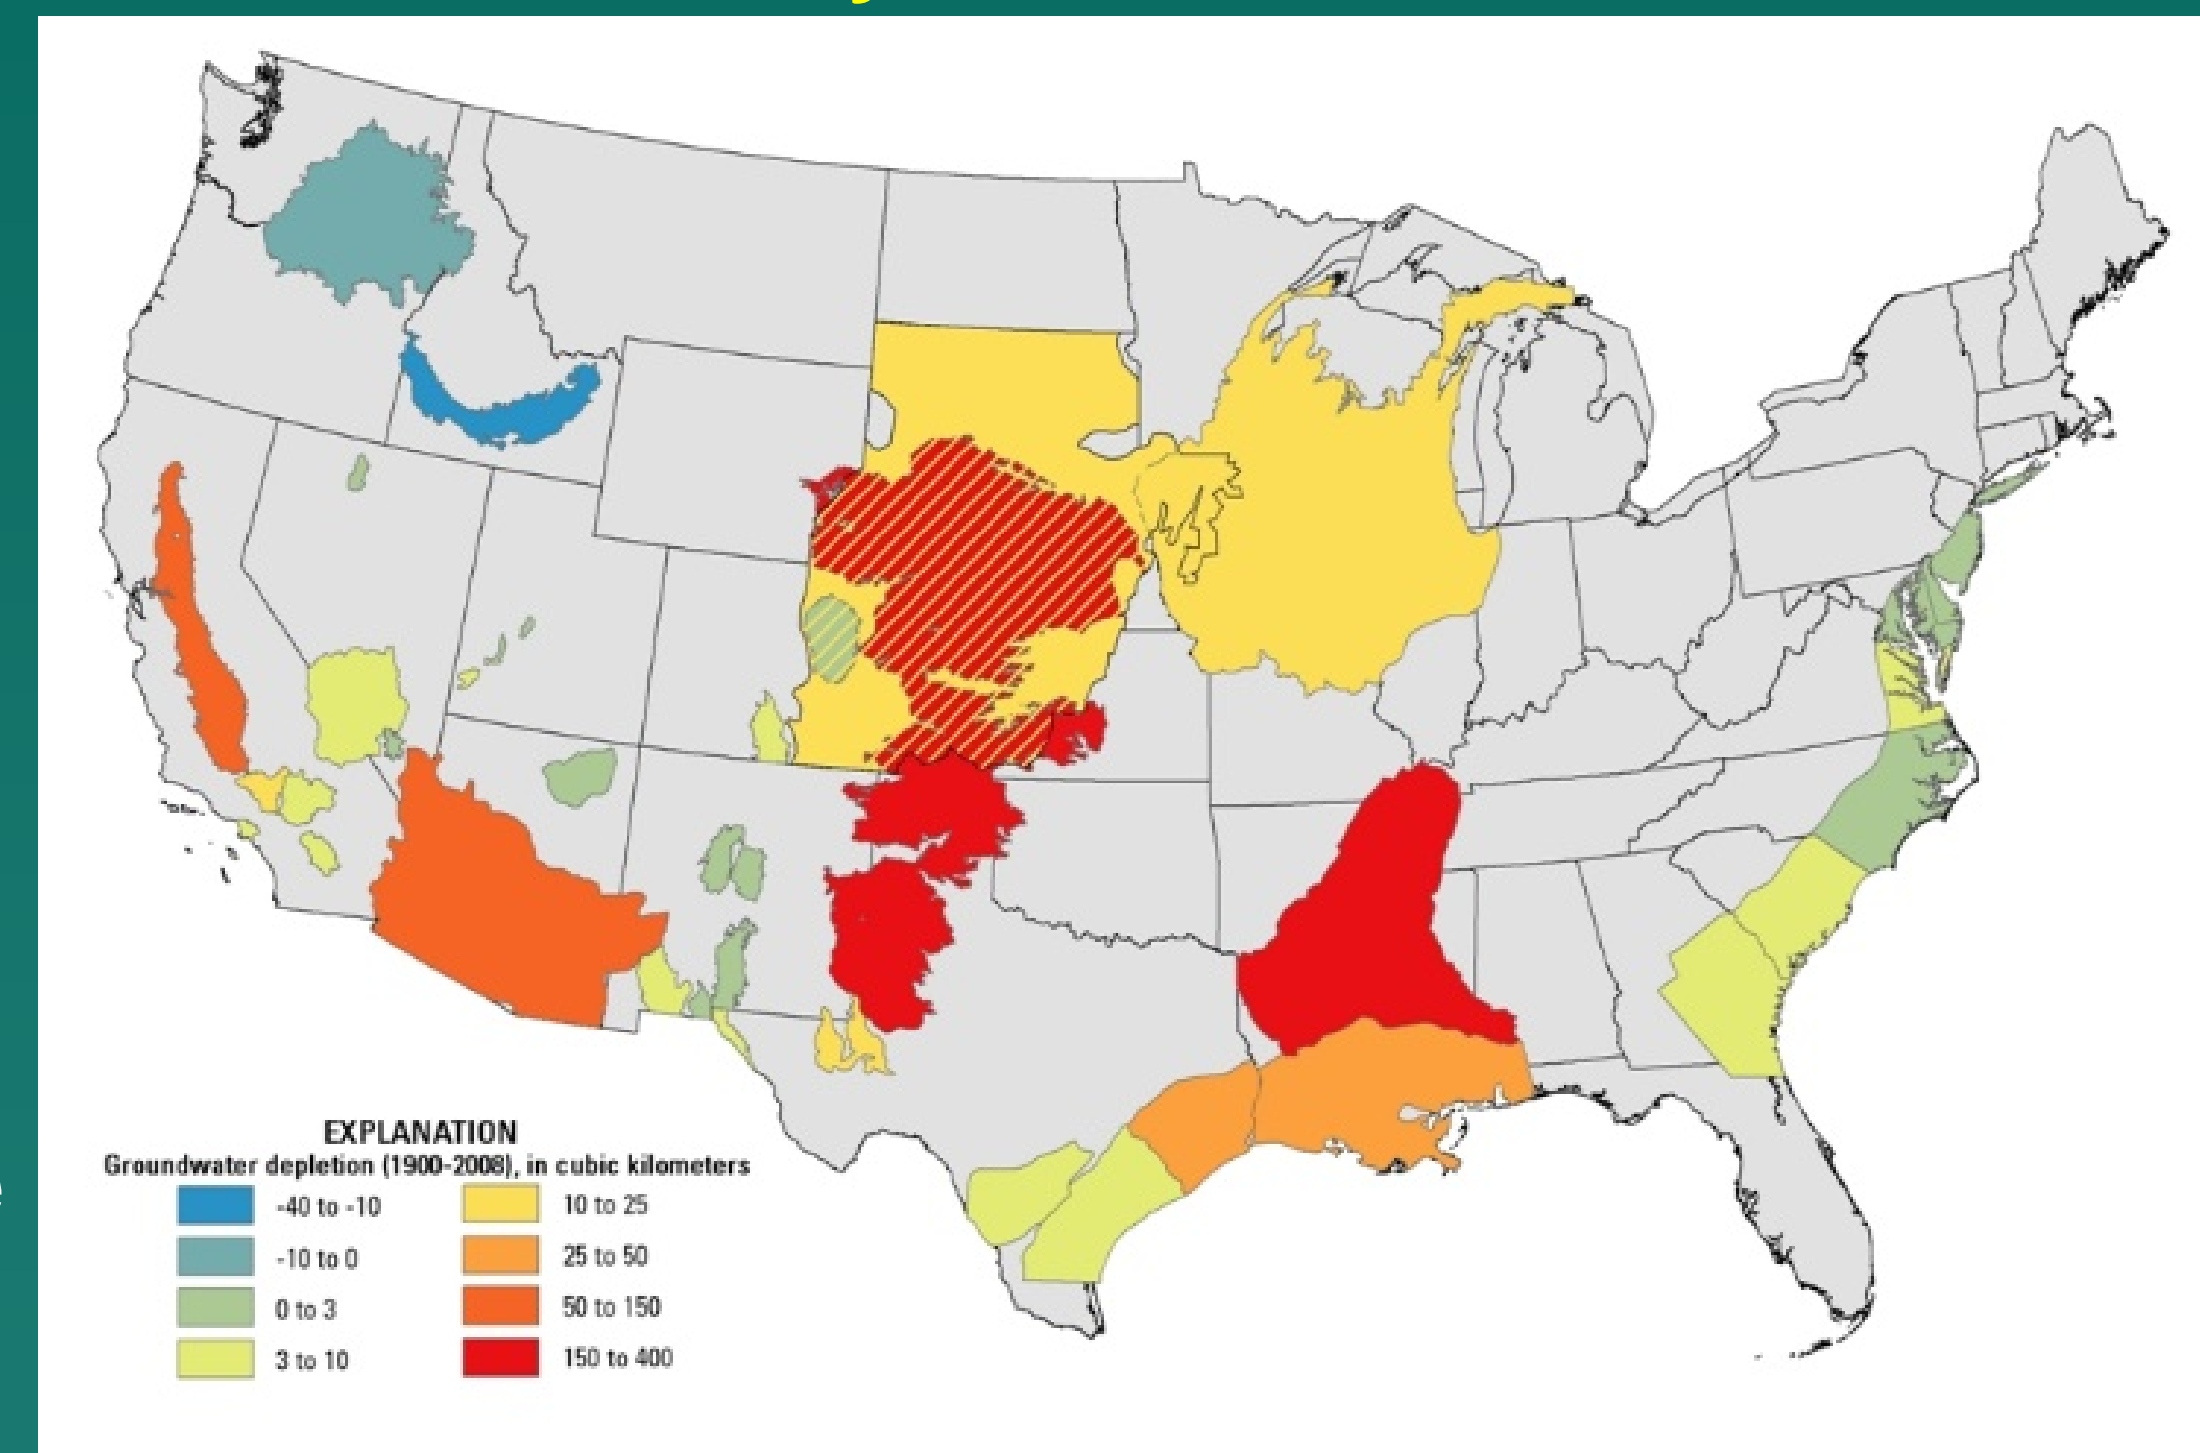 EXPLANATION
Groundwater depletion (1900-2008), in cubic kilometers
-40 to -10
-10 to 0
0 to 3
3 to 10
10 to 25
25 to 50
50 to 150
150 to 400